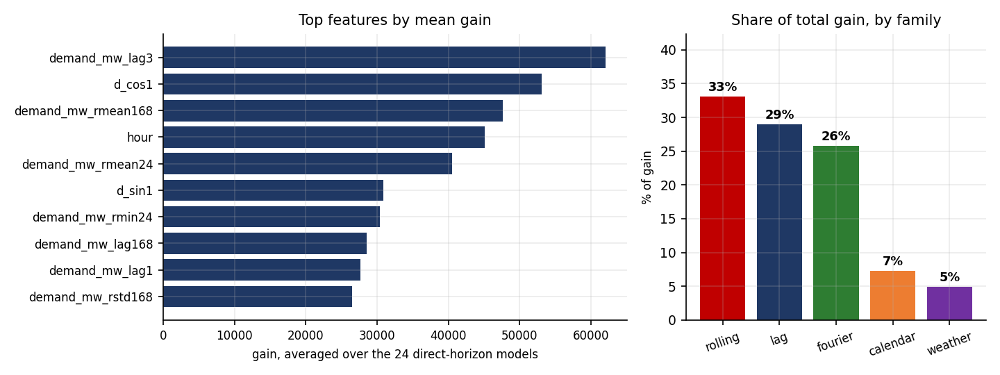 Top features by mean gain
demand_mw_lag3
d_cos1
demand_mw_rmean168
hour
demand_mw_rmean24
d_sin1
demand_mw_rmin24
demand_mw_lag168
demand_mw_lag1
demand_mw_rstd168
0 10000 20000 30000 40000 50000 60000
gain, averaged over the 24 direct-horizon models
Share of total gain, by family
% of gain
40
35
30
25
20
15
10
5
0
33%
29%
26%
7%
5%
rolling lag fourier calendar weather